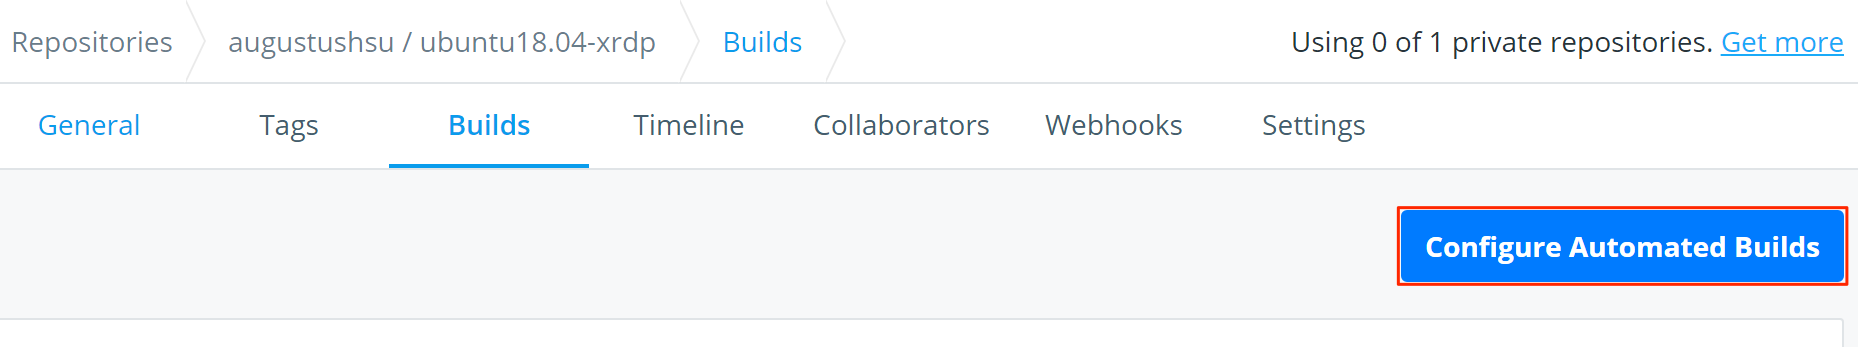 Repositories augustushsu / ubuntu18.04-xrdp Builds Using 0 of 1 private repositories. Get more
General Tags Builds Timeline Collaborators Webhooks Settings
Configure Automated Builds